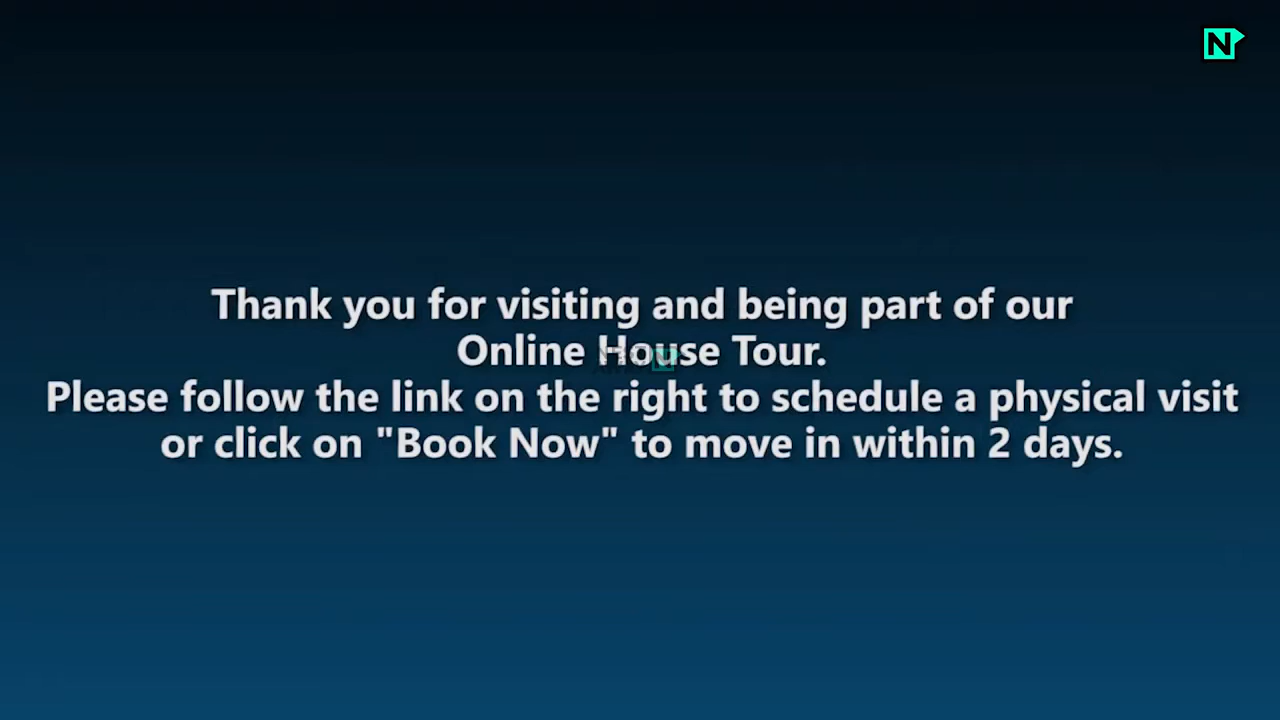 N
Thank you for visiting and being part of our
Online House Tour.
Please follow the link on the right to schedule a physical visit
or click on "Book Now" to move in within 2 days.